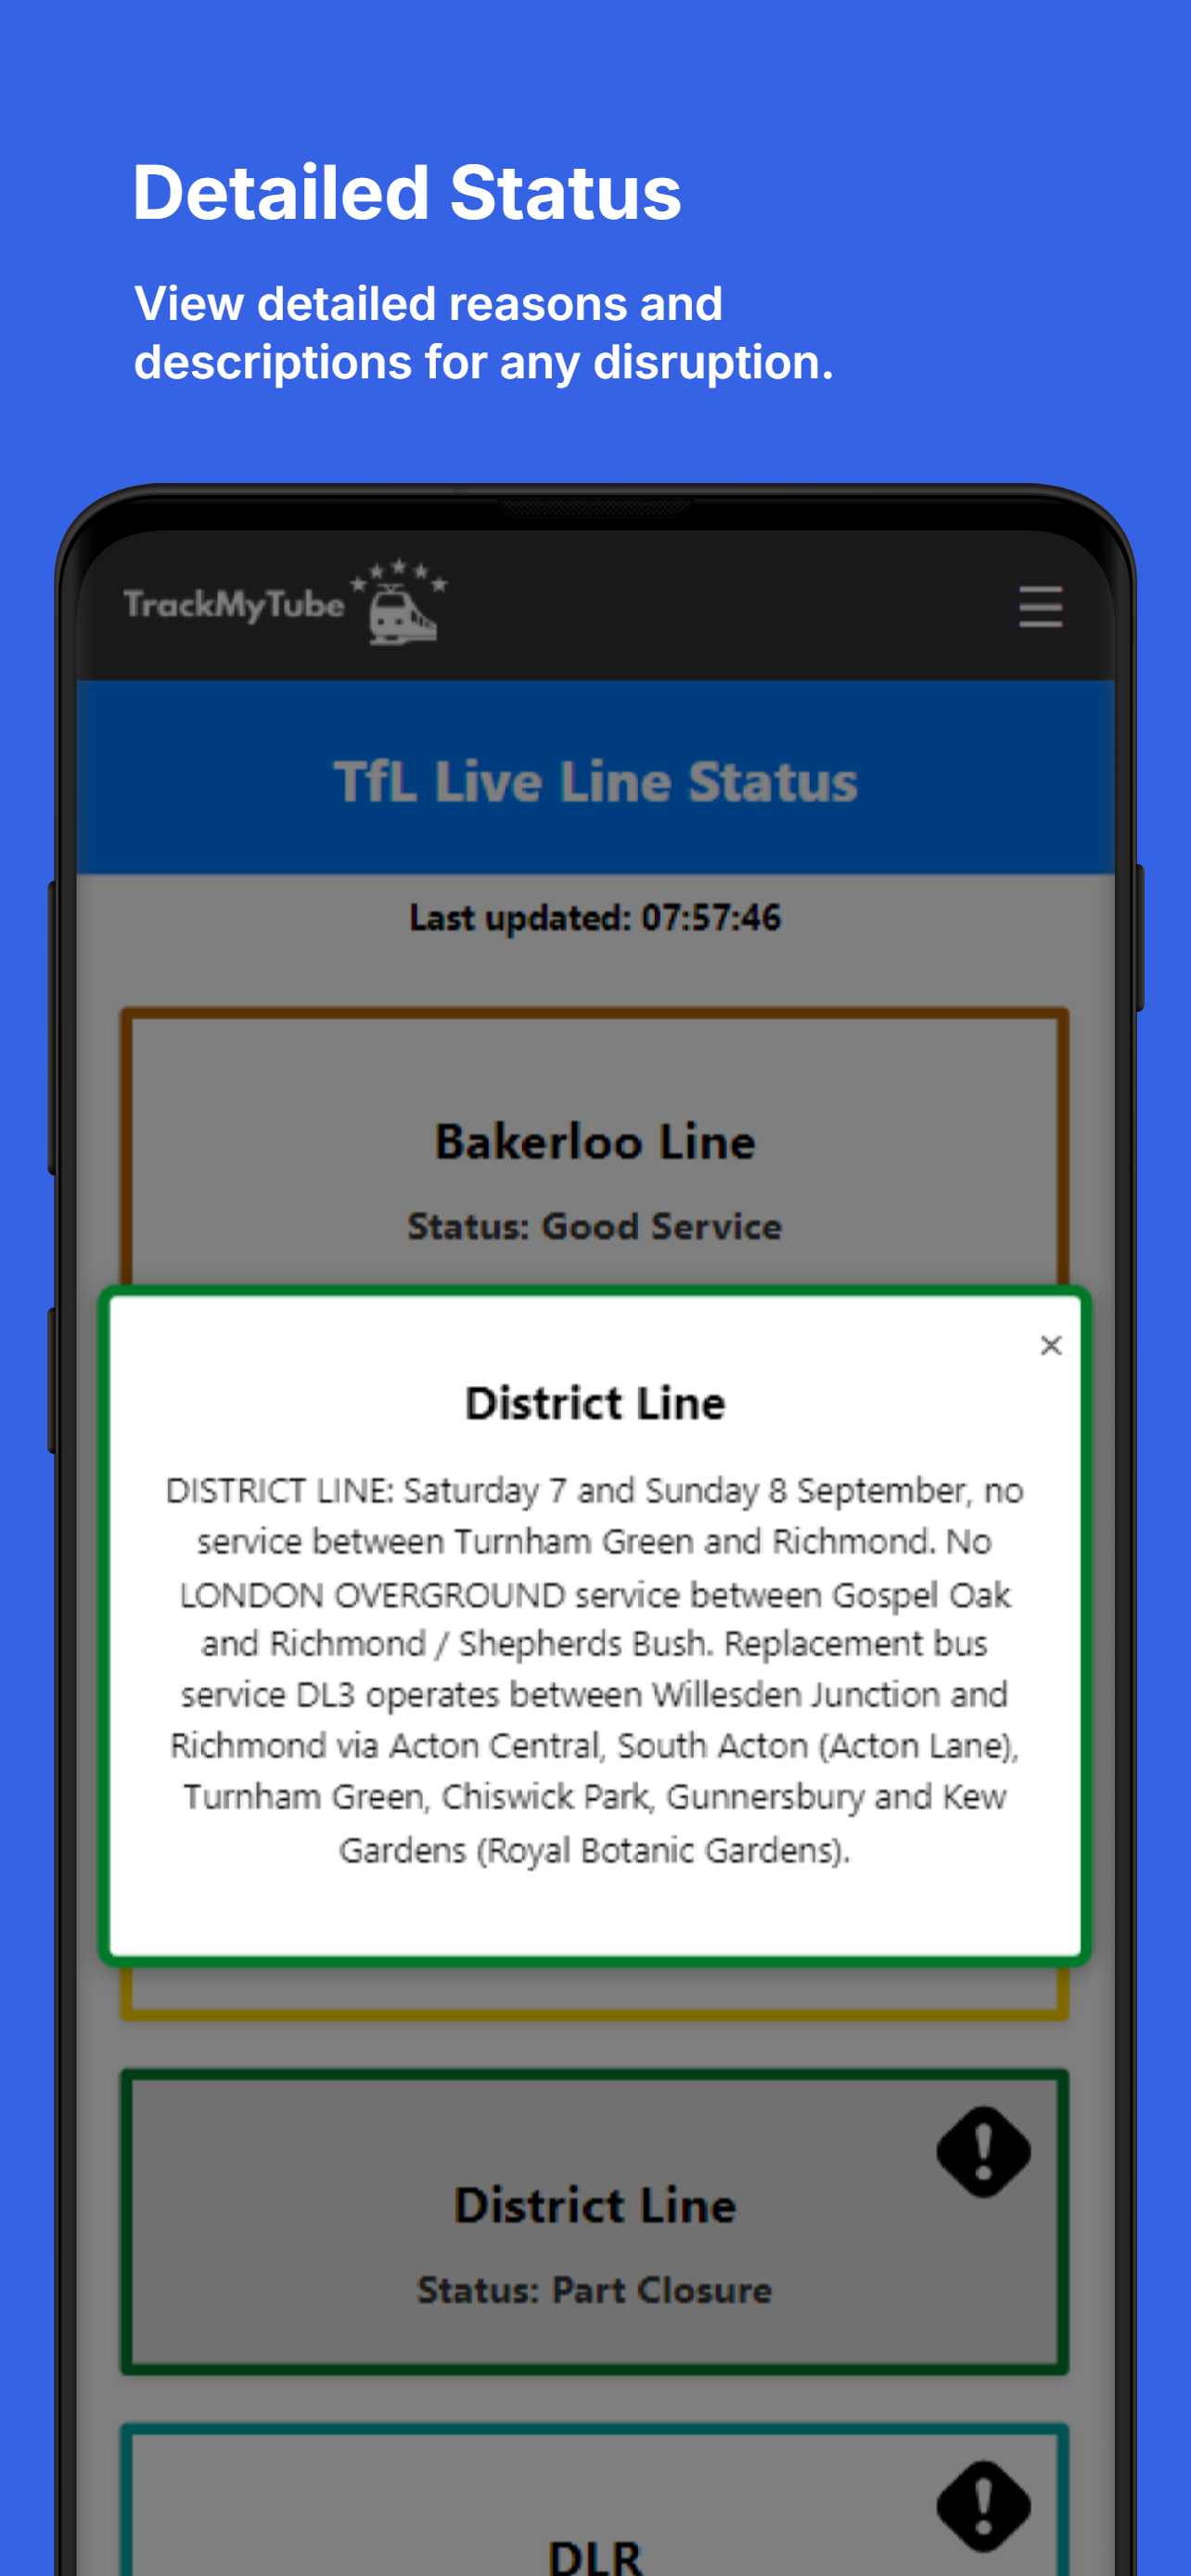 Detailed Status
View detailed reasons and
descriptions for any disruption.
TrackMyTube
TfL Live Line Status
Last updated: 07:57:46
Bakerloo Line
Status: Good Service
×
District Line
DISTRICT LINE: Saturday 7 and Sunday 8 September, no
service between Turnham Green and Richmond. No
LONDON OVERGROUND service between Gospel Oak
and Richmond / Shepherds Bush. Replacement bus
service DL3 operates between Willesden Junction and
Richmond via Acton Central, South Acton (Acton Lane),
Turnham Green, Chiswick Park, Gunnersbury and Kew
Gardens (Royal Botanic Gardens).
District Line
Status: Part Closure
DLR